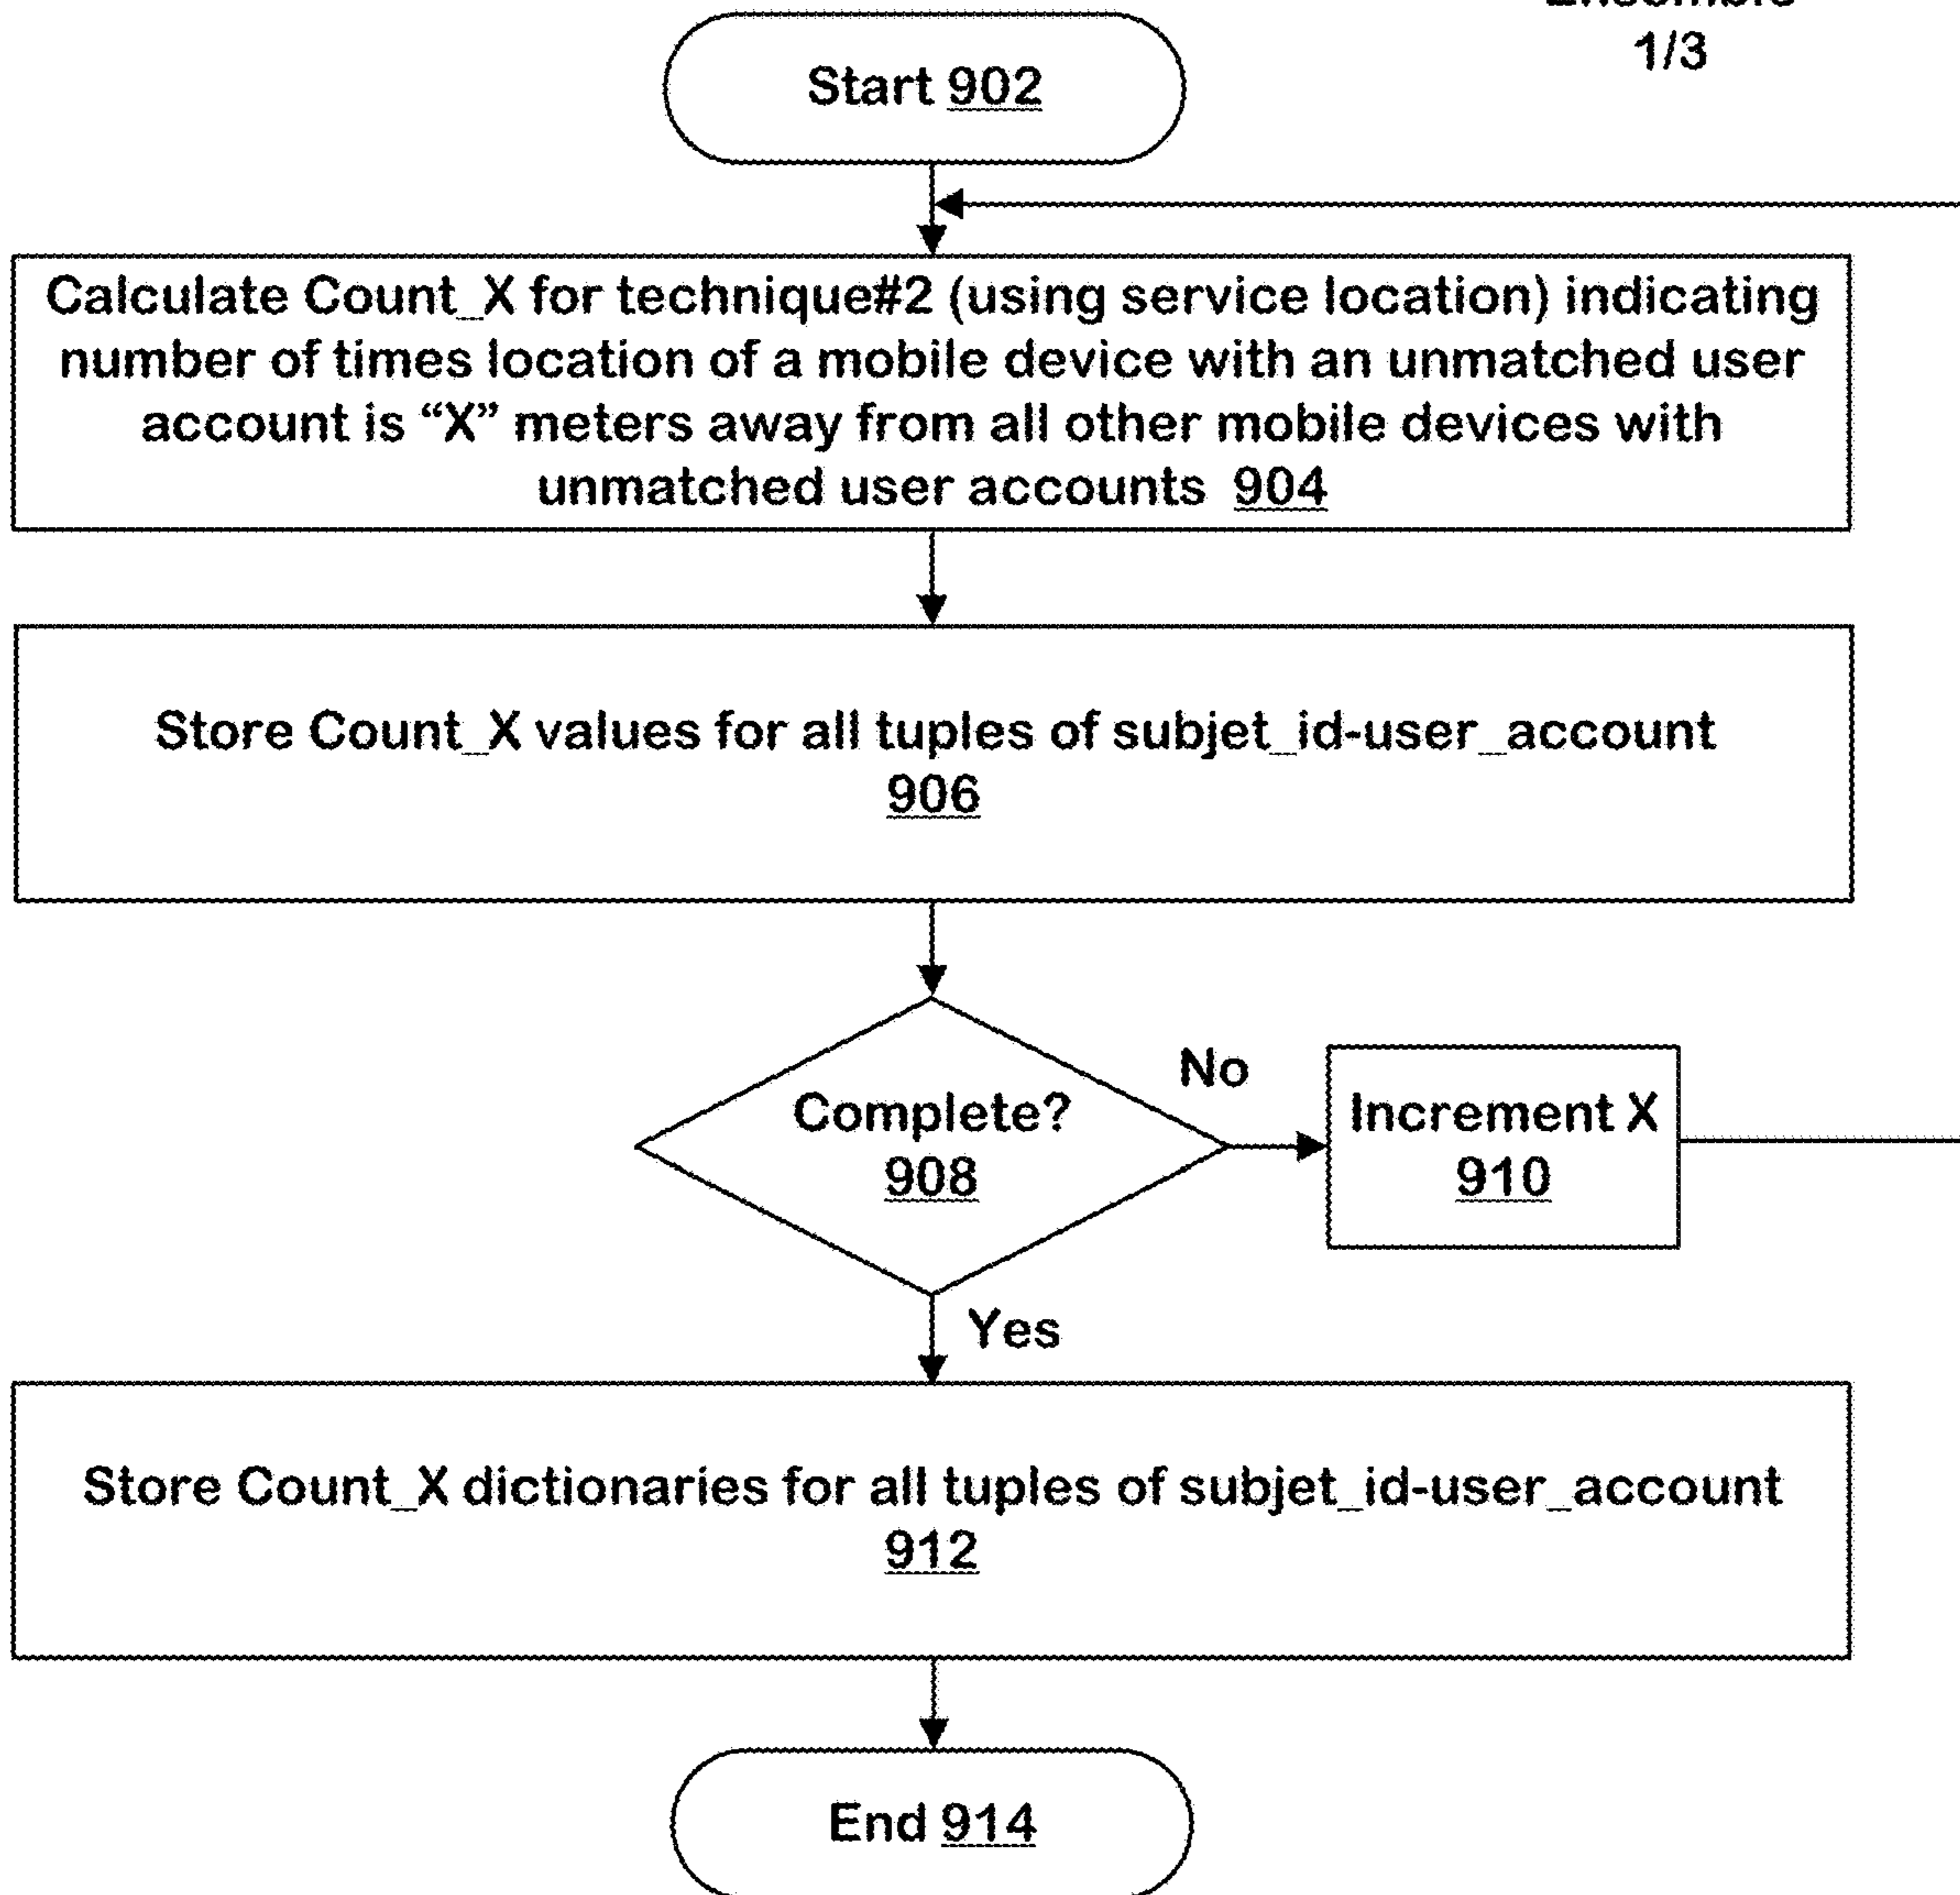 1/3
Start 902
Calculate Count_X for technique#2 (using service location) indicating
number of times location of a mobile device with an unmatched user
account is “X” meters away from all other mobile devices with
unmatched user accounts 904
Store Count_X values for all tuples of subjet_id-user_account
906
No
Complete?
908
Increment X
910
Yes
Store Count_X dictionaries for all tuples of subjet_id-user_account
912
End 914